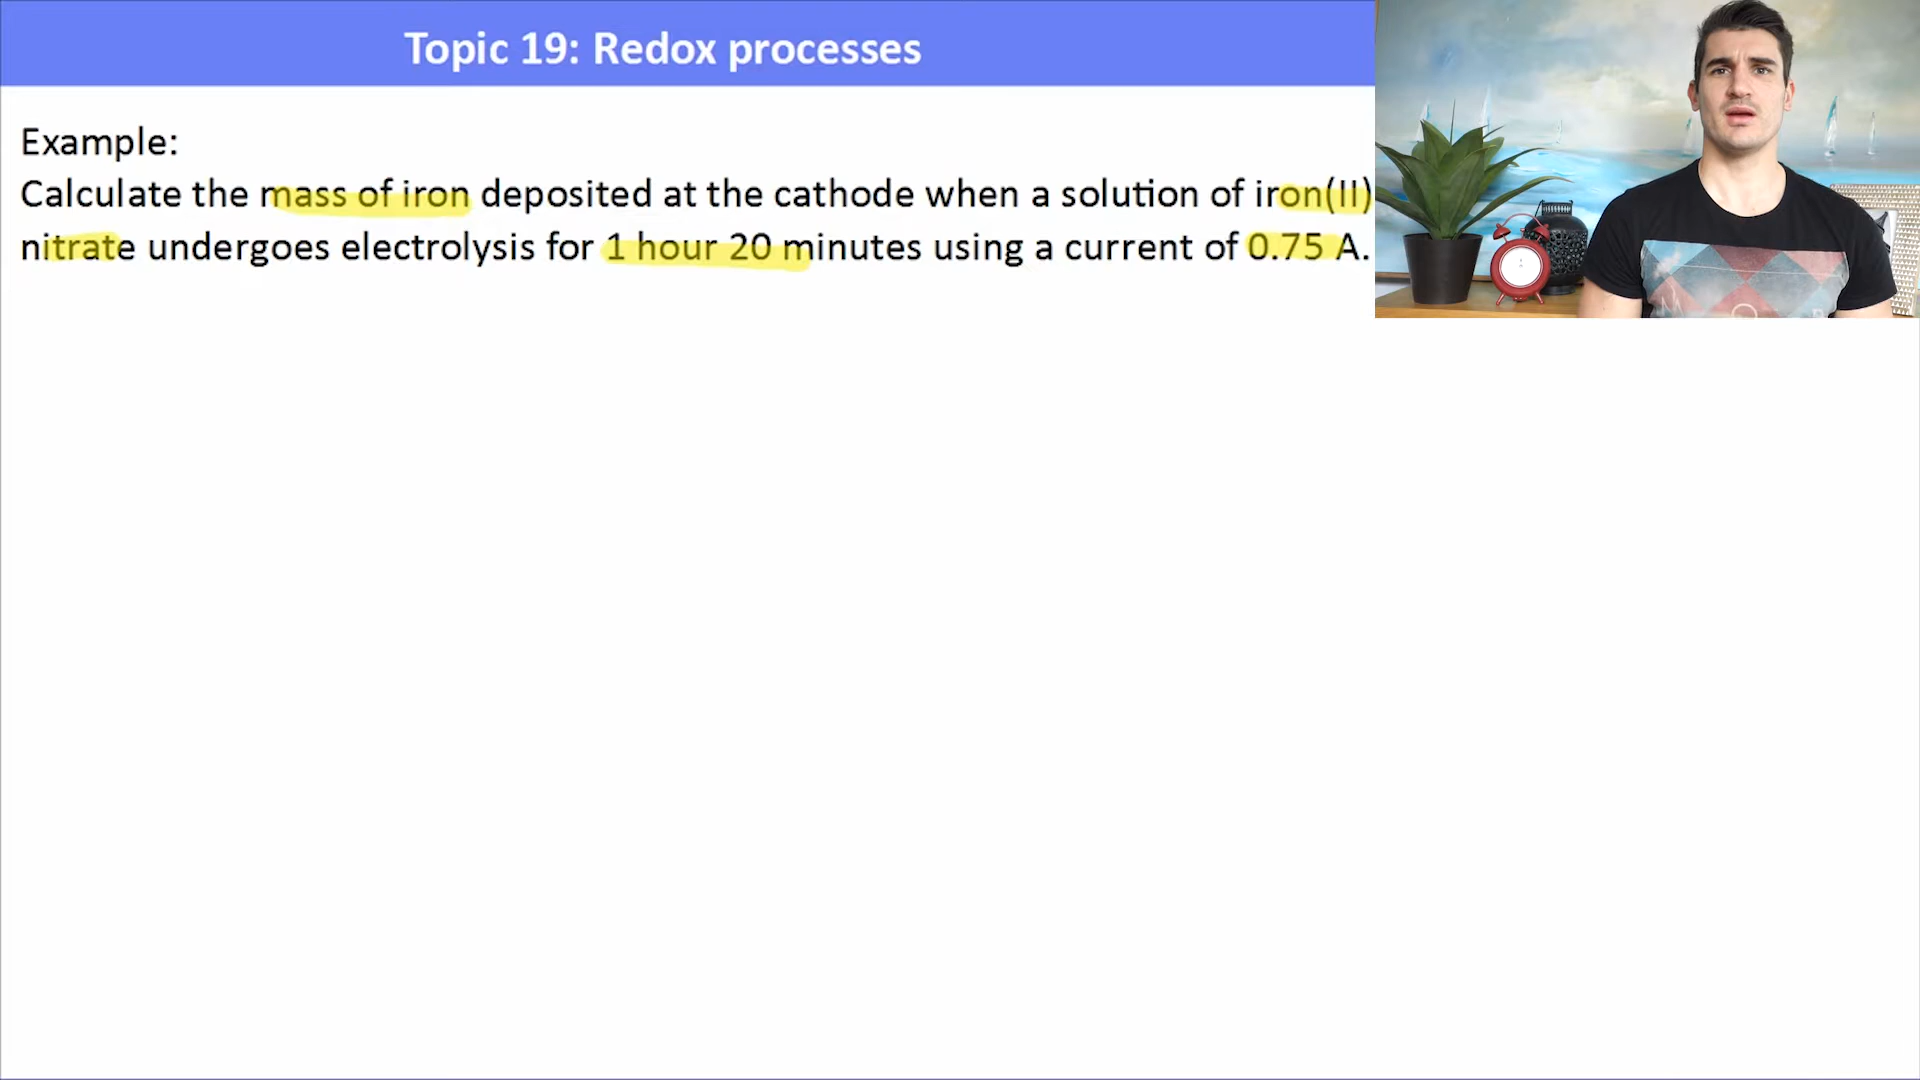 Topic 19: Redox processes
Example:
Calculate the mass of iron deposited at the cathode when a solution of iron(II)
nitrate undergoes electrolysis for 1 hour 20 minutes using a current of 0.75 A.